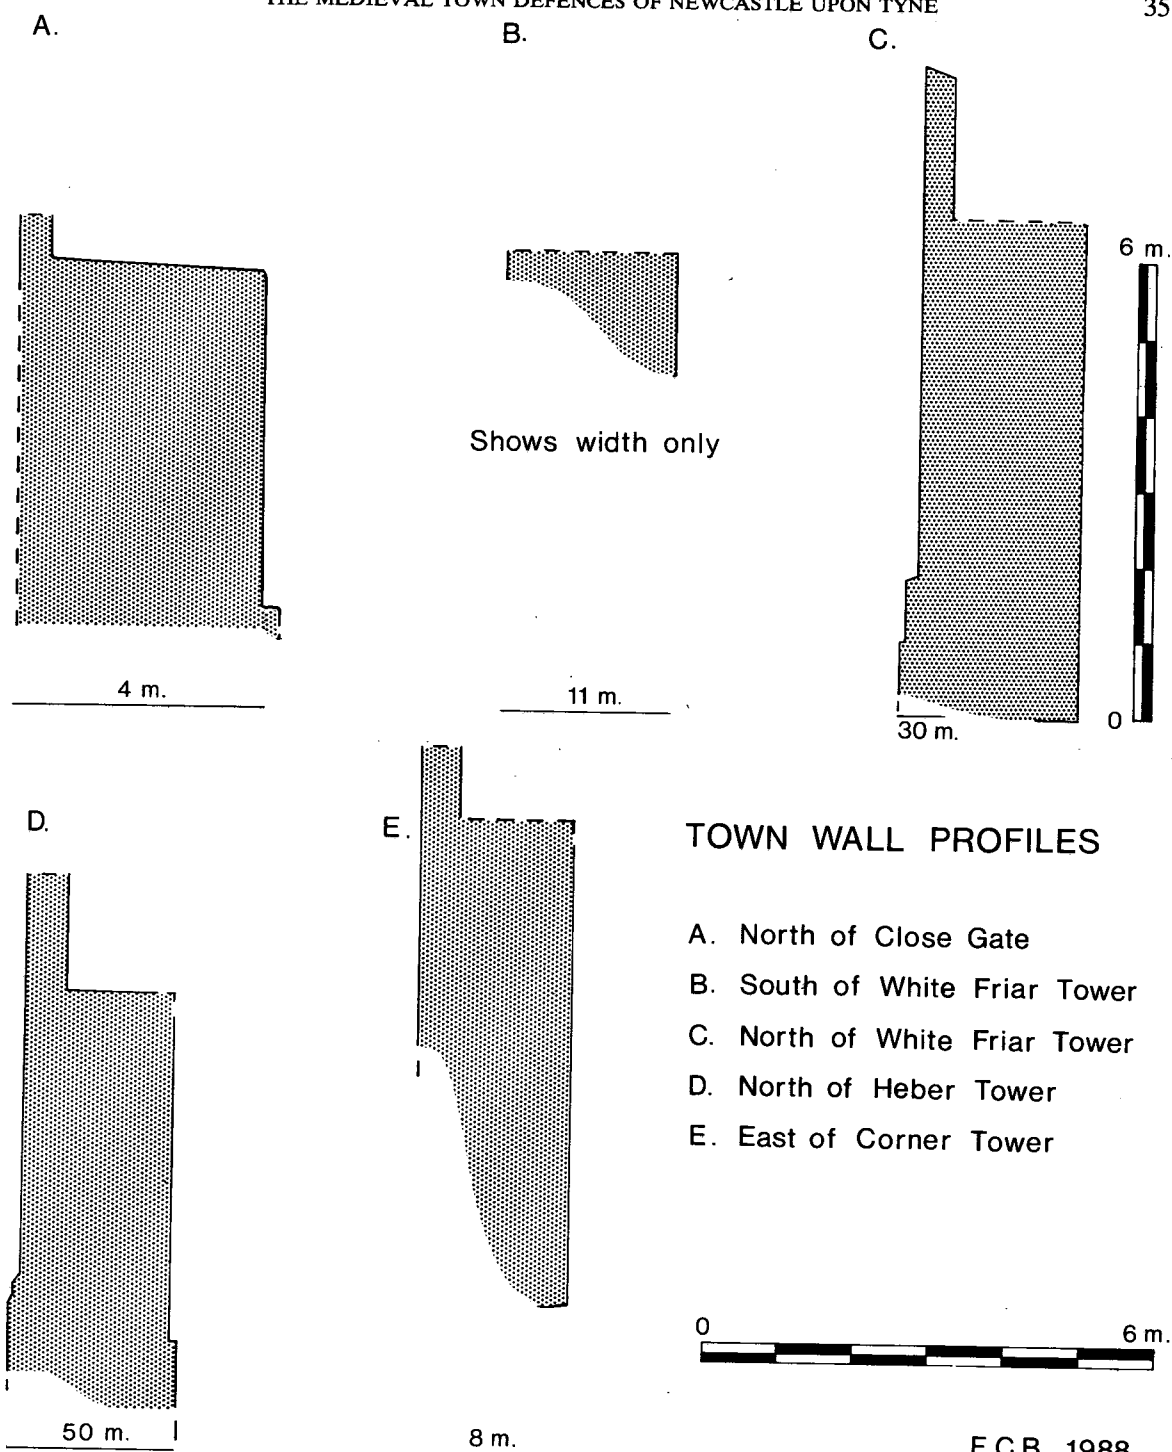 THE MEDIEVAL TOWN DEFENCES OF NEWCASTLE UPON TYNE 35
A.
B.
C.
6 m.
Shows width only
4 m.
11 m.
0
30 m.
D.
E.
TOWN WALL PROFILES
A. North of Close Gate
B. South of White Friar Tower
C. North of White Friar Tower
D. North of Heber Tower
E. East of Corner Tower
0 6 m.
50 m.
8 m.
F.C.B. 1988